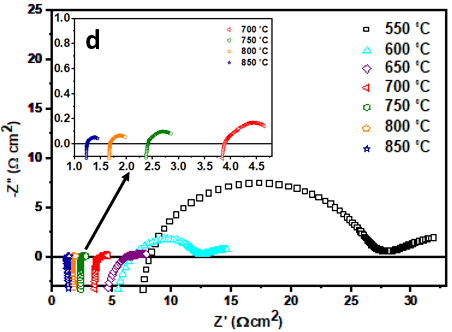 d
700 °C
750 °C
800 °C
850 °C
1.0
0.8
0.6
0.4
0.2
0.0
1.0 1.5 2.0 2.5 3.0 3.5 4.0 4.5
550 °C
600 °C
650 °C
700 °C
750 °C
800 °C
850 °C
25
20
15
10
5
0
-Z" (Ω cm²)
0 5 10 15 20 25 30
Z' (Ωcm²)